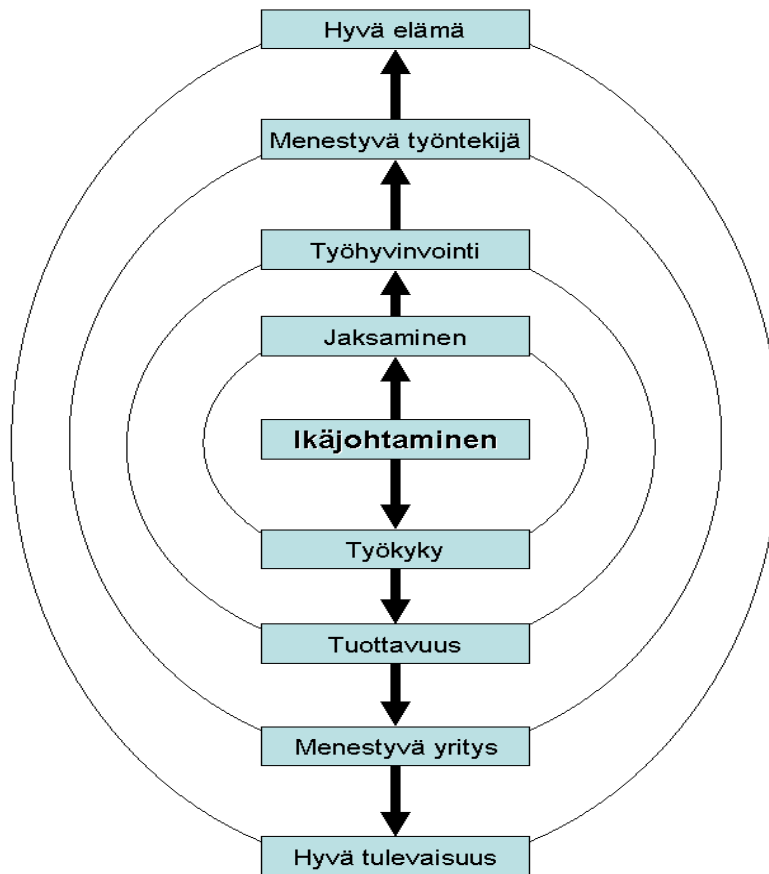 Hyvä elämä
Menestyvä työntekijä
Työhyvinvointi
Jaksaminen
Ikäjohtaminen
Työkyky
Tuottavuus
Menestyvä yritys
Hyvä tulevaisuus